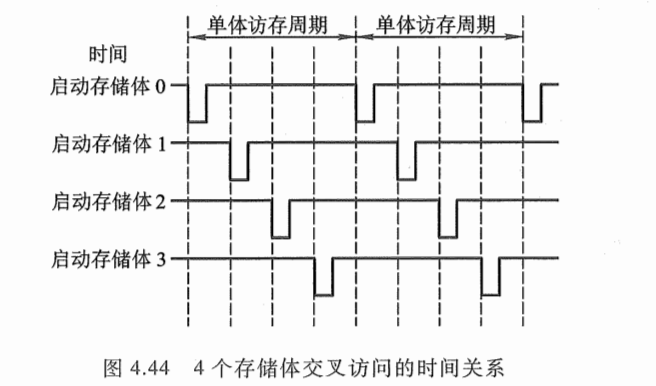 单体访存周期 单体访存周期
时间
启动存储体 0
启动存储体 1
启动存储体 2
启动存储体 3
图 4.44 4 个存储体交叉访问的时间关系